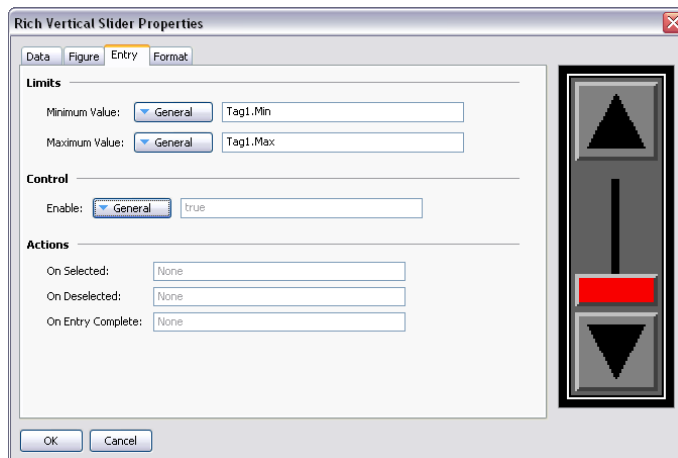 Rich Vertical Slider Properties
Data Figure Entry Format
Limits
Minimum Value: General Tag1.Min
Maximum Value: General Tag1.Max
Control
Enable: General true
Actions
On Selected: None
On Deselected: None
On Entry Complete: None
OK Cancel